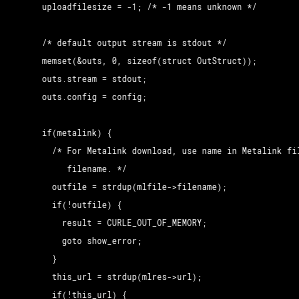 uploadfilesize = -1; /* -1 means unknown */
/* default output stream is stdout */
memset(&outs, 0, sizeof(struct OutStruct));
outs.stream = stdout;
outs.config = config;
if(metalink) {
/* For Metalink download, use name in Metalink fil
filename. */
outfile = strdup(mlfile->filename);
if(!outfile) {
result = CURLE_OUT_OF_MEMORY;
goto show_error;
}
this_url = strdup(mlres->url);
if(!this_url) {